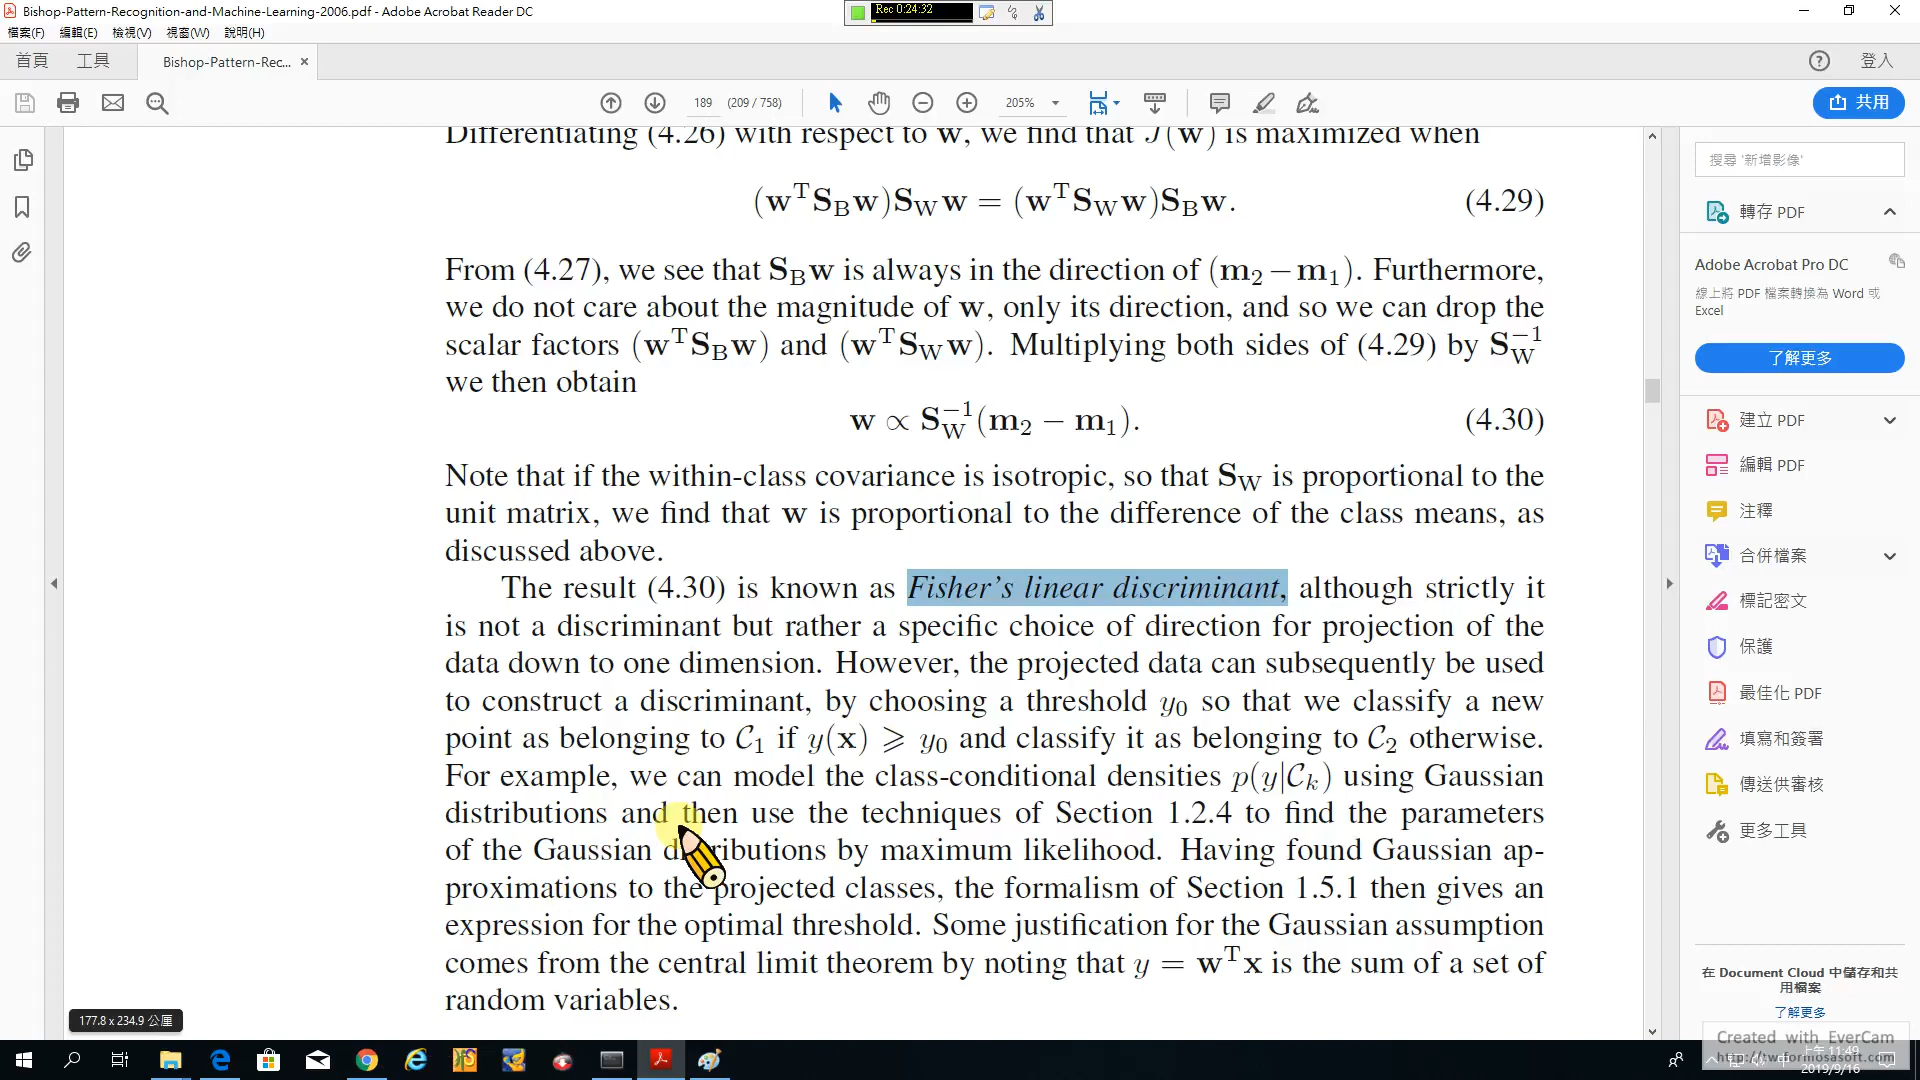 Bishop-Pattern-Recognition-and-Machine-Learning-2006.pdf - Adobe Acrobat Reader DC
Rec 0:24:32
檔案(F) 編輯(E) 檢視(V) 視窗(W) 說明(H)
首頁 工具 Bishop-Pattern-Rec... × 登入
189 (209 / 758) 205% 共用
Differentiating (4.26) with respect to w, we find that J(w) is maximized when
(wᵀS_Bw)S_Ww = (wᵀS_Ww)S_Bw. (4.29)
From (4.27), we see that S_Bw is always in the direction of (m₂ − m₁). Furthermore,
we do not care about the magnitude of w, only its direction, and so we can drop the
scalar factors (wᵀS_Bw) and (wᵀS_Ww). Multiplying both sides of (4.29) by S_W⁻¹
we then obtain
w ∝ S_W⁻¹(m₂ − m₁). (4.30)
Note that if the within-class covariance is isotropic, so that S_W is proportional to the
unit matrix, we find that w is proportional to the difference of the class means, as
discussed above.
The result (4.30) is known as Fisher's linear discriminant, although strictly it
is not a discriminant but rather a specific choice of direction for projection of the
data down to one dimension. However, the projected data can subsequently be used
to construct a discriminant, by choosing a threshold y₀ so that we classify a new
point as belonging to C₁ if y(x) ⩾ y₀ and classify it as belonging to C₂ otherwise.
For example, we can model the class-conditional densities p(y|C_k) using Gaussian
distributions and then use the techniques of Section 1.2.4 to find the parameters
of the Gaussian distributions by maximum likelihood. Having found Gaussian ap-
proximations to the projected classes, the formalism of Section 1.5.1 then gives an
expression for the optimal threshold. Some justification for the Gaussian assumption
comes from the central limit theorem by noting that y = wᵀx is the sum of a set of
random variables.
177.8 x 234.9 公厘
搜尋 '新增影像'
轉存 PDF
Adobe Acrobat Pro DC
線上將 PDF 檔案轉換為 Word 或
Excel
了解更多
建立 PDF
編輯 PDF
注釋
合併檔案
標記密文
保護
最佳化 PDF
填寫和簽署
傳送供審核
更多工具
在 Document Cloud 中儲存和共
用檔案
了解更多
Created with EverCam
http://tw.formosasoft.com
上午 11:49
2019/9/16